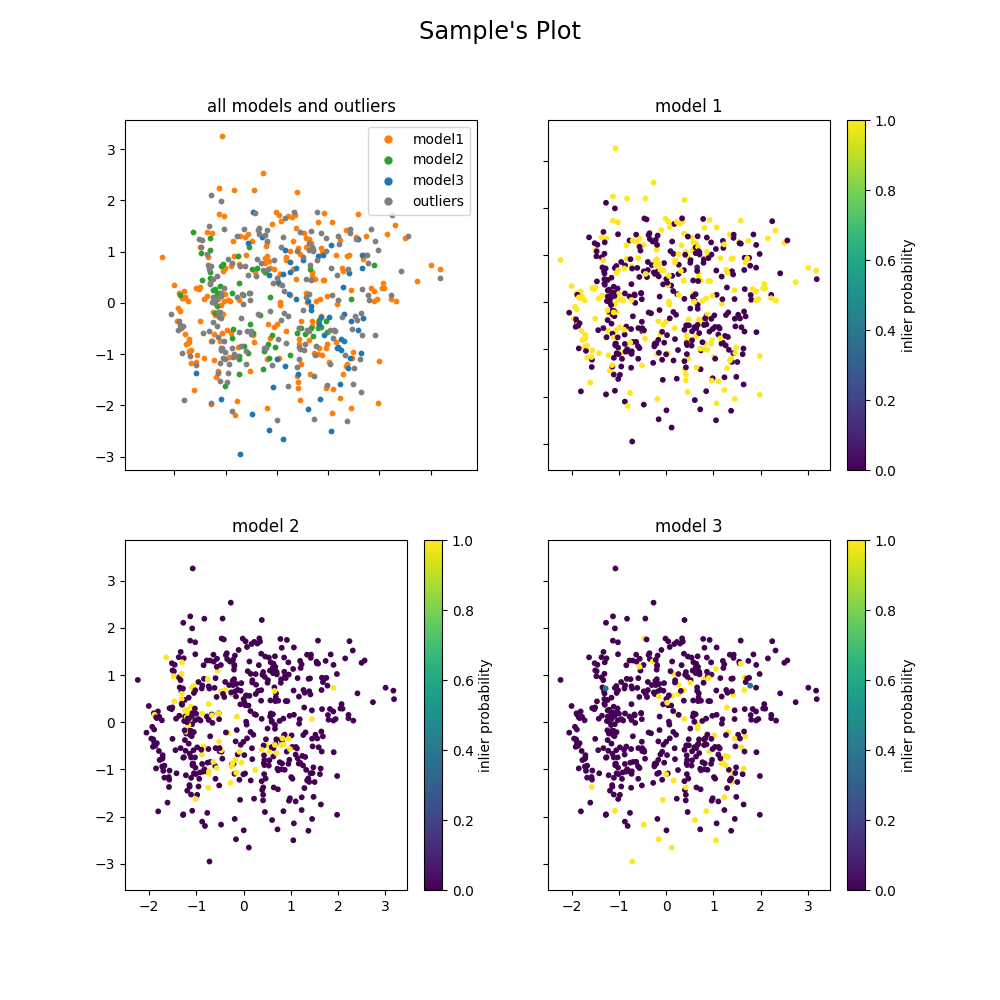 Sample's Plot
all models and outliers
model1
model2
model3
outliers
3
2
1
0
−1
−2
−3
model 1
1.0
0.8
0.6
0.4
0.2
0.0
inlier probability
model 2
3
2
1
0
−1
−2
−3
−2 −1 0 1 2 3
1.0
0.8
0.6
0.4
0.2
0.0
inlier probability
model 3
−2 −1 0 1 2 3
1.0
0.8
0.6
0.4
0.2
0.0
inlier probability